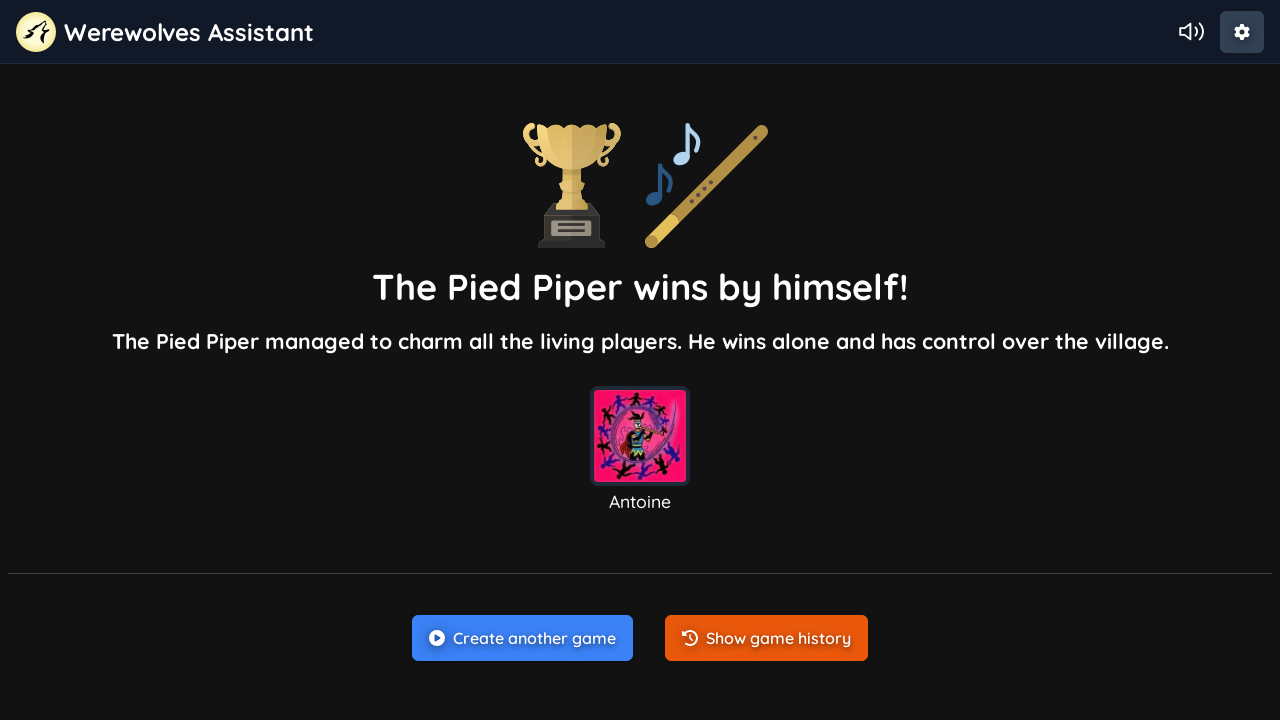 Werewolves Assistant
The Pied Piper wins by himself!
The Pied Piper managed to charm all the living players. He wins alone and has control over the village.
Antoine
Create another game
Show game history